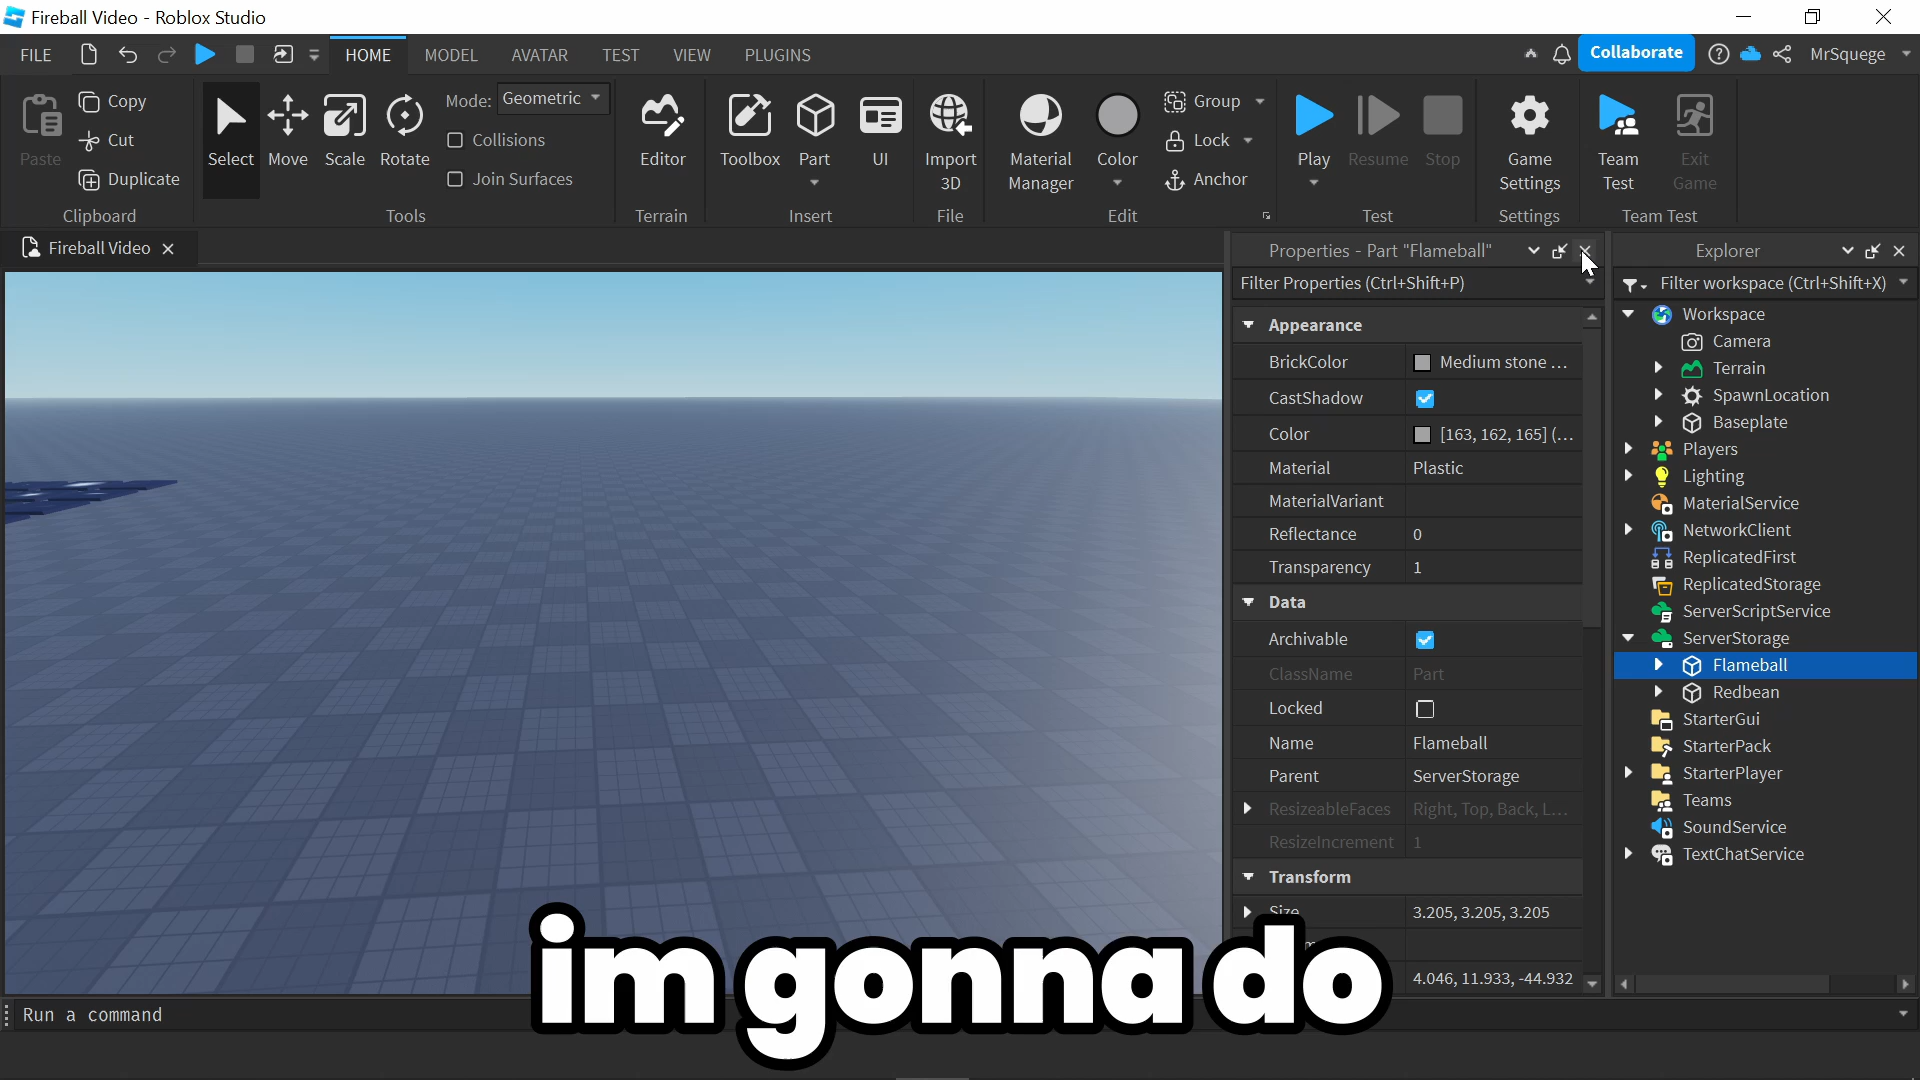 Fireball Video - Roblox Studio
FILE HOME MODEL AVATAR TEST VIEW PLUGINS Collaborate MrSquege
Paste Copy Cut Duplicate
Clipboard
Select Move Scale Rotate
Mode: Geometric
Collisions
Join Surfaces
Tools
Editor
Terrain
Toolbox Part UI
Insert
Import 3D
File
Material Manager Color
Group
Lock
Anchor
Edit
Play Resume Stop
Test
Game Settings
Settings
Team Test Exit Game
Team Test
Fireball Video
Properties - Part "Flameball"
Filter Properties (Ctrl+Shift+P)
Appearance
BrickColor Medium stone ...
CastShadow
Color [163, 162, 165] (...
Material Plastic
MaterialVariant
Reflectance 0
Transparency 1
Data
Archivable
ClassName Part
Locked
Name Flameball
Parent ServerStorage
ResizeableFaces Right, Top, Back, L...
ResizeIncrement 1
Transform
Size 3.205, 3.205, 3.205
4.046, 11.933, -44.932
Explorer
Filter workspace (Ctrl+Shift+X)
Workspace
Camera
Terrain
SpawnLocation
Baseplate
Players
Lighting
MaterialService
NetworkClient
ReplicatedFirst
ReplicatedStorage
ServerScriptService
ServerStorage
Flameball
Redbean
StarterGui
StarterPack
StarterPlayer
Teams
SoundService
TextChatService
im gonna do
Run a command